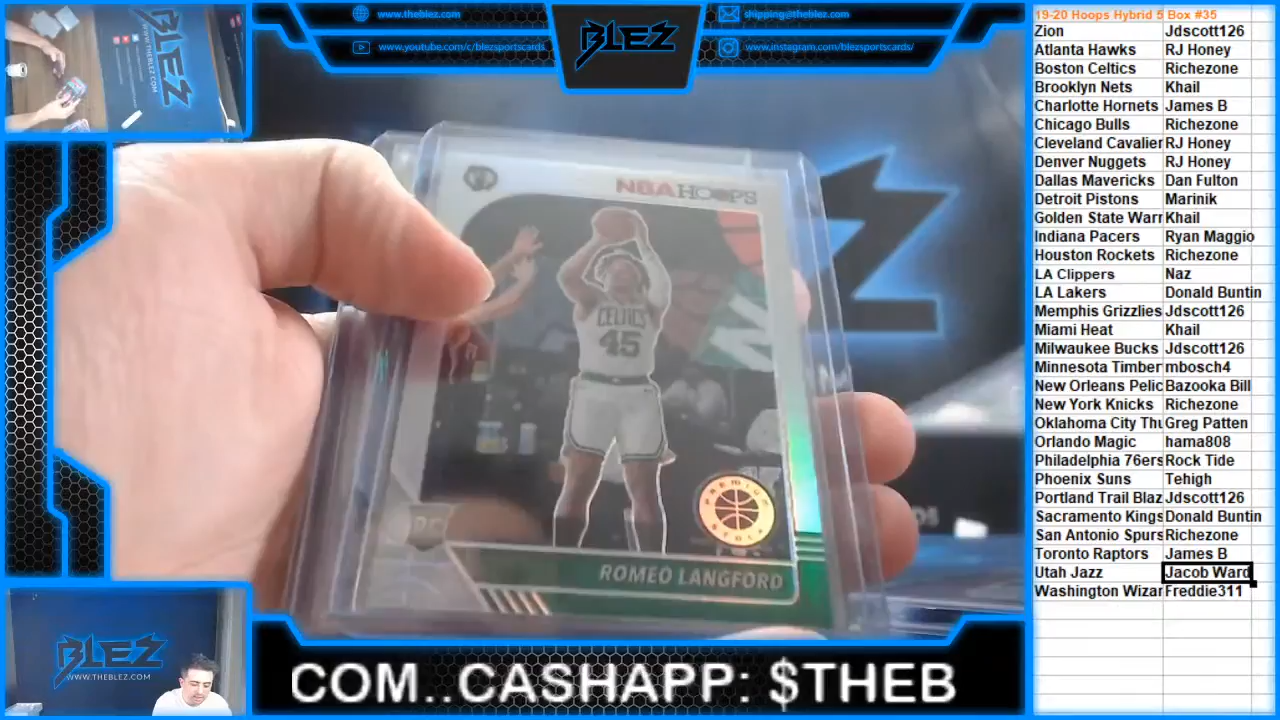 www.theblez.com
shipping@theblez.com
www.youtube.com/c/blezsportscards
www.instagram.com/blezsportscards/
BLEZ
NBA HOOPS
CELTICS
45
PREMIUM
STOCK
RC
ROMEO LANGFORD
BLEZ
WWW.THEBLEZ.COM
COM..CASHAPP: $THEB
19-20 Hoops Hybrid 5 Box #35
Zion Jdscott126
Atlanta Hawks RJ Honey
Boston Celtics Richezone
Brooklyn Nets Khail
Charlotte Hornets James B
Chicago Bulls Richezone
Cleveland Cavalier RJ Honey
Denver Nuggets RJ Honey
Dallas Mavericks Dan Fulton
Detroit Pistons Marinik
Golden State Warr Khail
Indiana Pacers Ryan Maggio
Houston Rockets Richezone
LA Clippers Naz
LA Lakers Donald Buntin
Memphis Grizzlies Jdscott126
Miami Heat Khail
Milwaukee Bucks Jdscott126
Minnesota Timber mbosch4
New Orleans Pelic Bazooka Bill
New York Knicks Richezone
Oklahoma City Thu Greg Patten
Orlando Magic hama808
Philadelphia 76ers Rock Tide
Phoenix Suns Tehigh
Portland Trail Blaz Jdscott126
Sacramento Kings Donald Buntin
San Antonio Spurs Richezone
Toronto Raptors James B
Utah Jazz Jacob Ward
Washington Wizar Freddie311